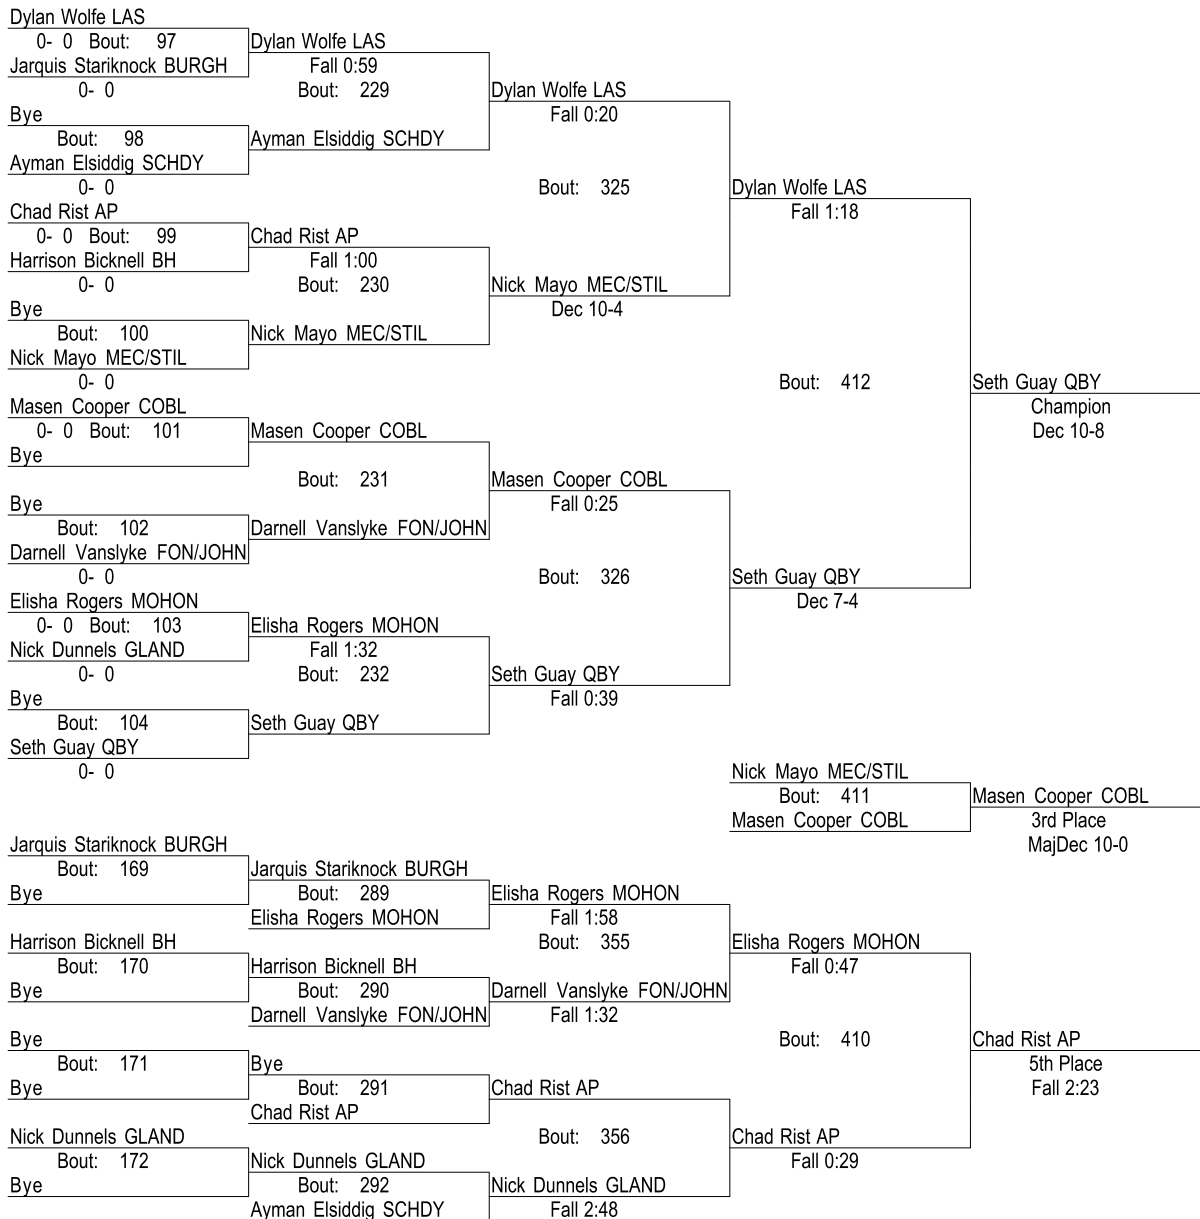 Dylan Wolfe LAS
0- 0 Bout: 97
Dylan Wolfe LAS
Jarquis Stariknock BURGH
Fall 0:59
0- 0
Bout: 229
Dylan Wolfe LAS
Bye
Fall 0:20
Bout: 98
Ayman Elsiddig SCHDY
Ayman Elsiddig SCHDY
0- 0
Bout: 325
Dylan Wolfe LAS
Chad Rist AP
Fall 1:18
0- 0 Bout: 99
Chad Rist AP
Harrison Bicknell BH
Fall 1:00
0- 0
Bout: 230
Nick Mayo MEC/STIL
Bye
Dec 10-4
Bout: 100
Nick Mayo MEC/STIL
Nick Mayo MEC/STIL
0- 0
Bout: 412
Seth Guay QBY
Masen Cooper COBL
Champion
0- 0 Bout: 101
Masen Cooper COBL
Dec 10-8
Bye
Bout: 231
Masen Cooper COBL
Bye
Fall 0:25
Bout: 102
Darnell Vanslyke FON/JOHN
Darnell Vanslyke FON/JOHN
0- 0
Bout: 326
Seth Guay QBY
Elisha Rogers MOHON
Dec 7-4
0- 0 Bout: 103
Elisha Rogers MOHON
Nick Dunnels GLAND
Fall 1:32
0- 0
Bout: 232
Seth Guay QBY
Bye
Fall 0:39
Bout: 104
Seth Guay QBY
Seth Guay QBY
0- 0
Nick Mayo MEC/STIL
Bout: 411
Masen Cooper COBL
Masen Cooper COBL
3rd Place
MajDec 10-0
Jarquis Stariknock BURGH
Bout: 169
Jarquis Stariknock BURGH
Bye
Bout: 289
Elisha Rogers MOHON
Elisha Rogers MOHON
Fall 1:58
Harrison Bicknell BH
Bout: 355
Elisha Rogers MOHON
Bout: 170
Harrison Bicknell BH
Fall 0:47
Bye
Bout: 290
Darnell Vanslyke FON/JOHN
Darnell Vanslyke FON/JOHN
Fall 1:32
Bye
Bout: 410
Chad Rist AP
Bout: 171
Bye
5th Place
Bye
Bout: 291
Chad Rist AP
Fall 2:23
Chad Rist AP
Nick Dunnels GLAND
Bout: 356
Chad Rist AP
Bout: 172
Nick Dunnels GLAND
Fall 0:29
Bye
Bout: 292
Nick Dunnels GLAND
Ayman Elsiddig SCHDY
Fall 2:48